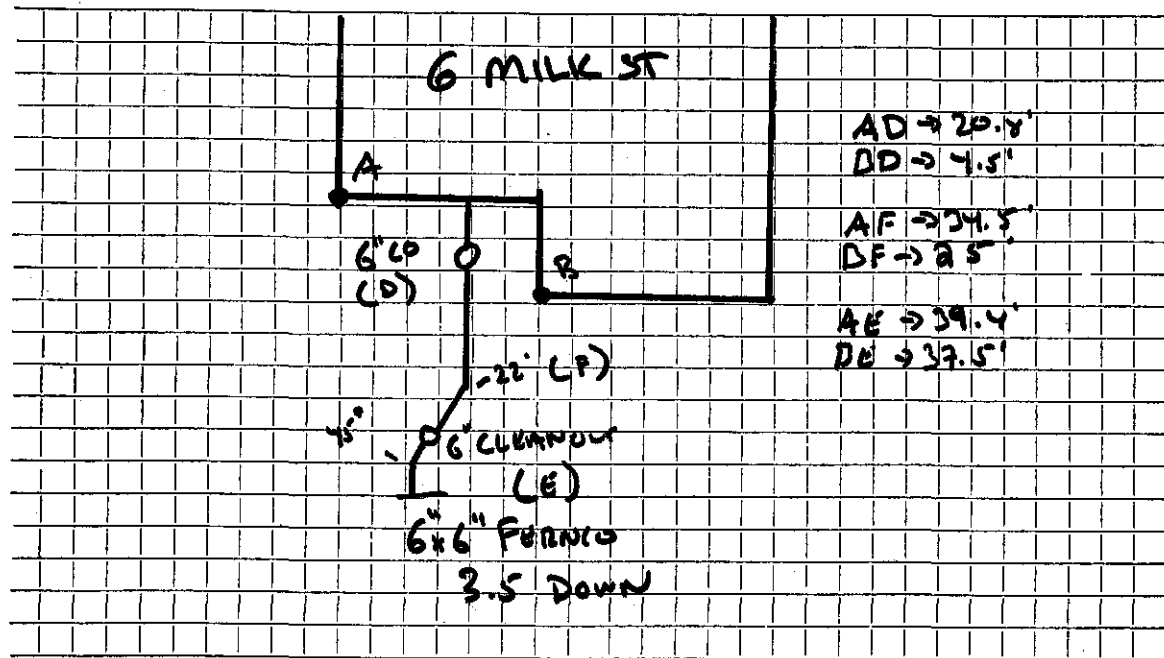 6 MILK ST
AD → 20.4'
BD → 4.5'
A
AF → 34.5'
BF → 25'
6" CO
(D)
B
AE → 39.4'
BE → 37.5'
22° (F)
45°
6" CLEANOUT
(E)
6"x6" FERNCO
3.5 DOWN